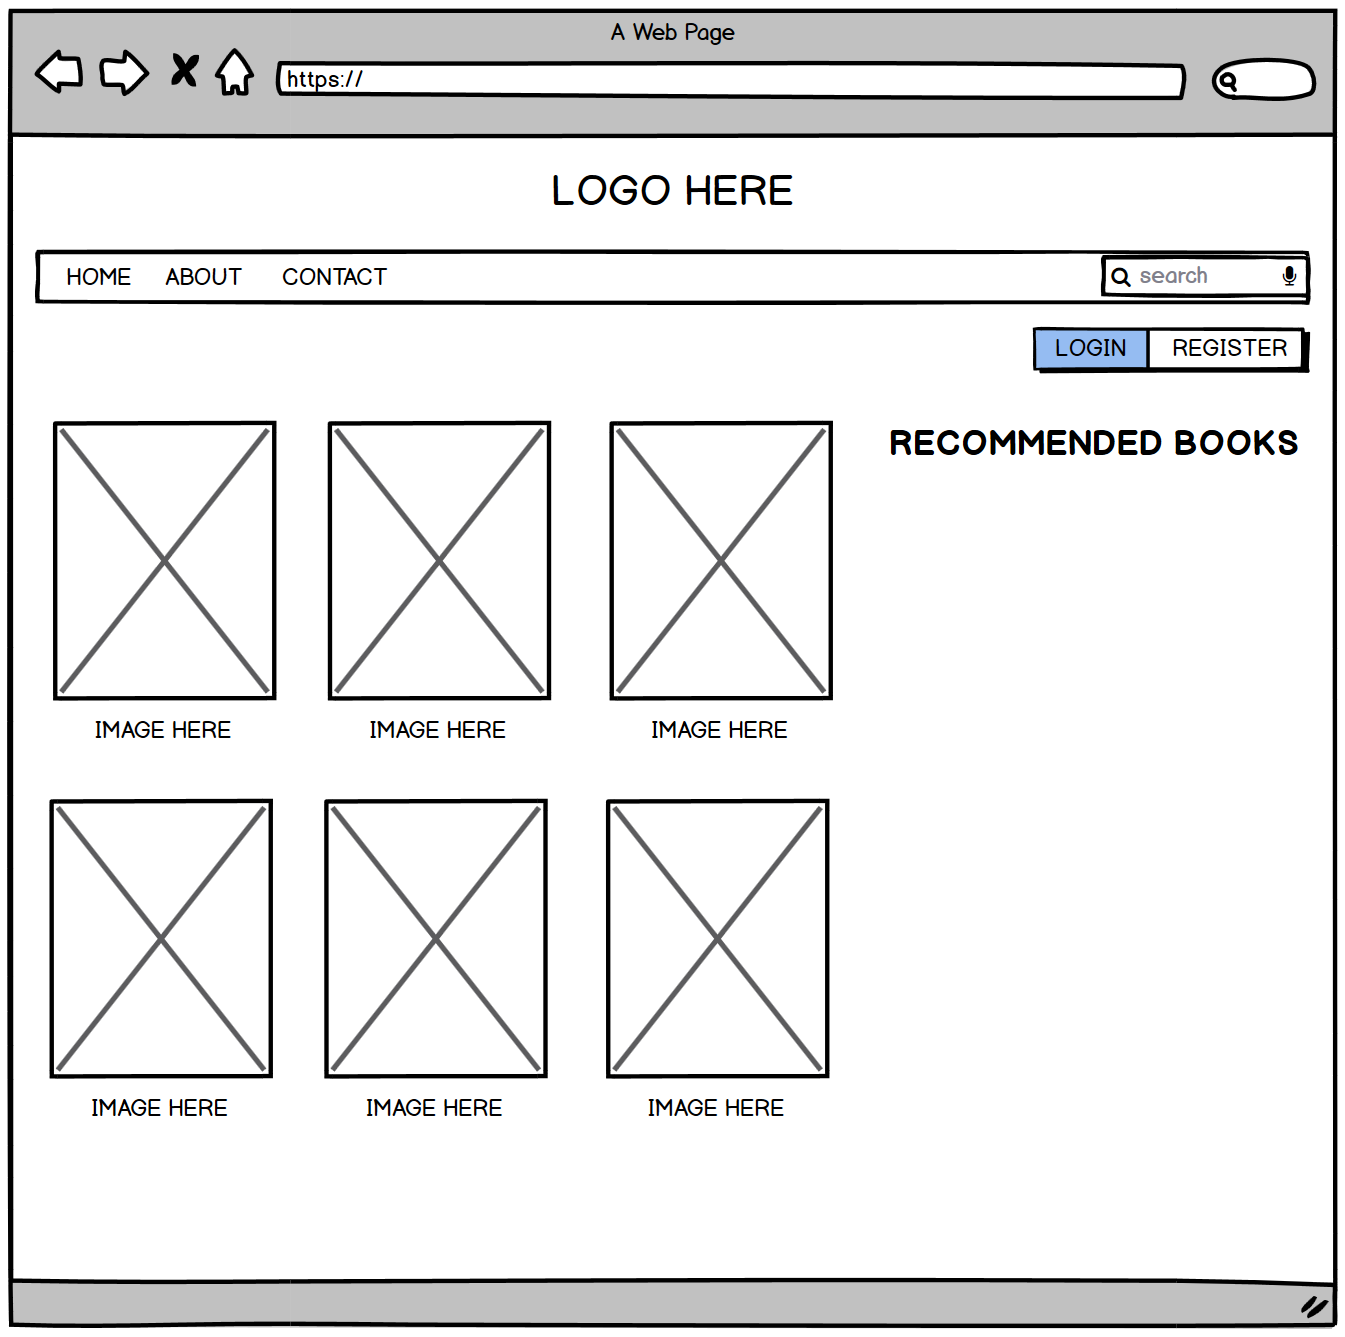 A Web Page
https://
LOGO HERE
HOME ABOUT CONTACT search
LOGIN REGISTER
RECOMMENDED BOOKS
IMAGE HERE IMAGE HERE IMAGE HERE
IMAGE HERE IMAGE HERE IMAGE HERE